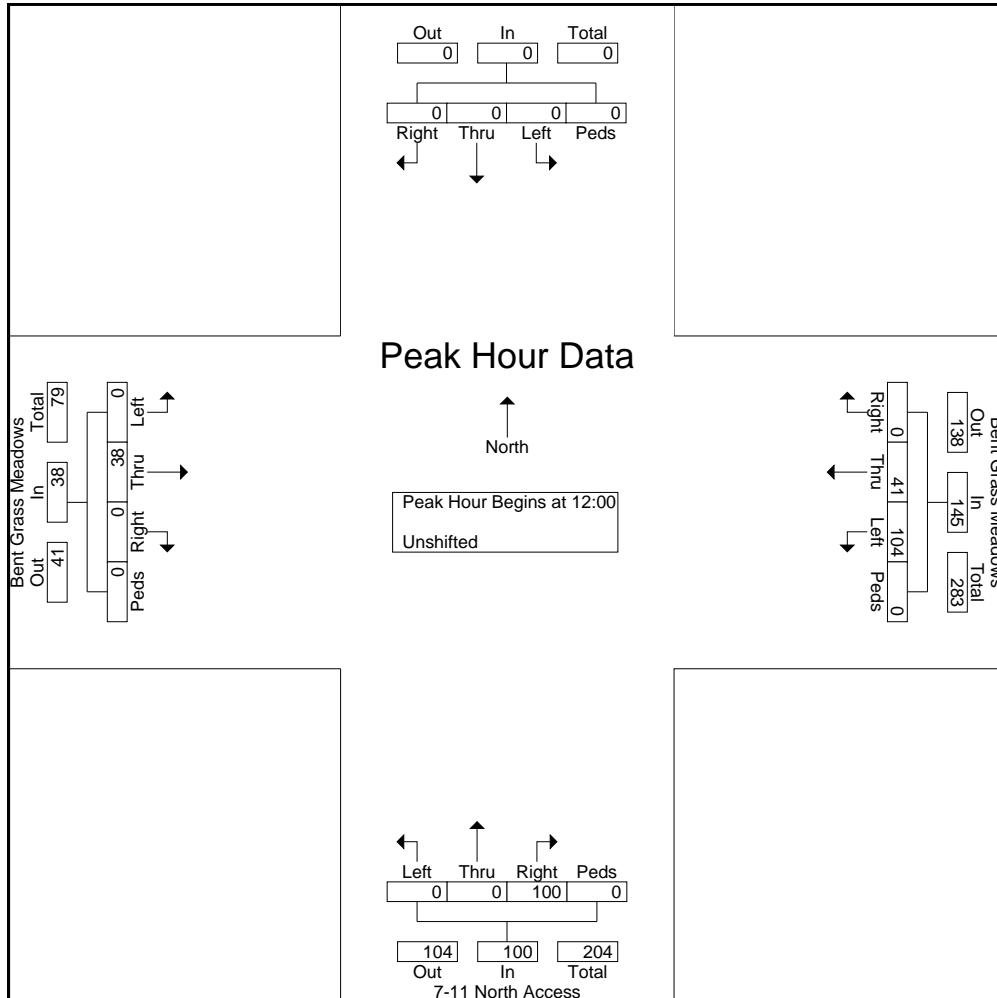 Out In Total
0 0 0
0 0 0 0
Right Thru Left Peds
Peak Hour Data
North
Peak Hour Begins at 12:00
Unshifted
Bent Grass Meadows
Out In Total
41 38 79
0 38 0 0
Left Thru Right Peds
Bent Grass Meadows
Out In Total
138 145 283
0 41 104 0
Right Thru Left Peds
Left Thru Right Peds
0 0 100 0
104 100 204
Out In Total
7-11 North Access